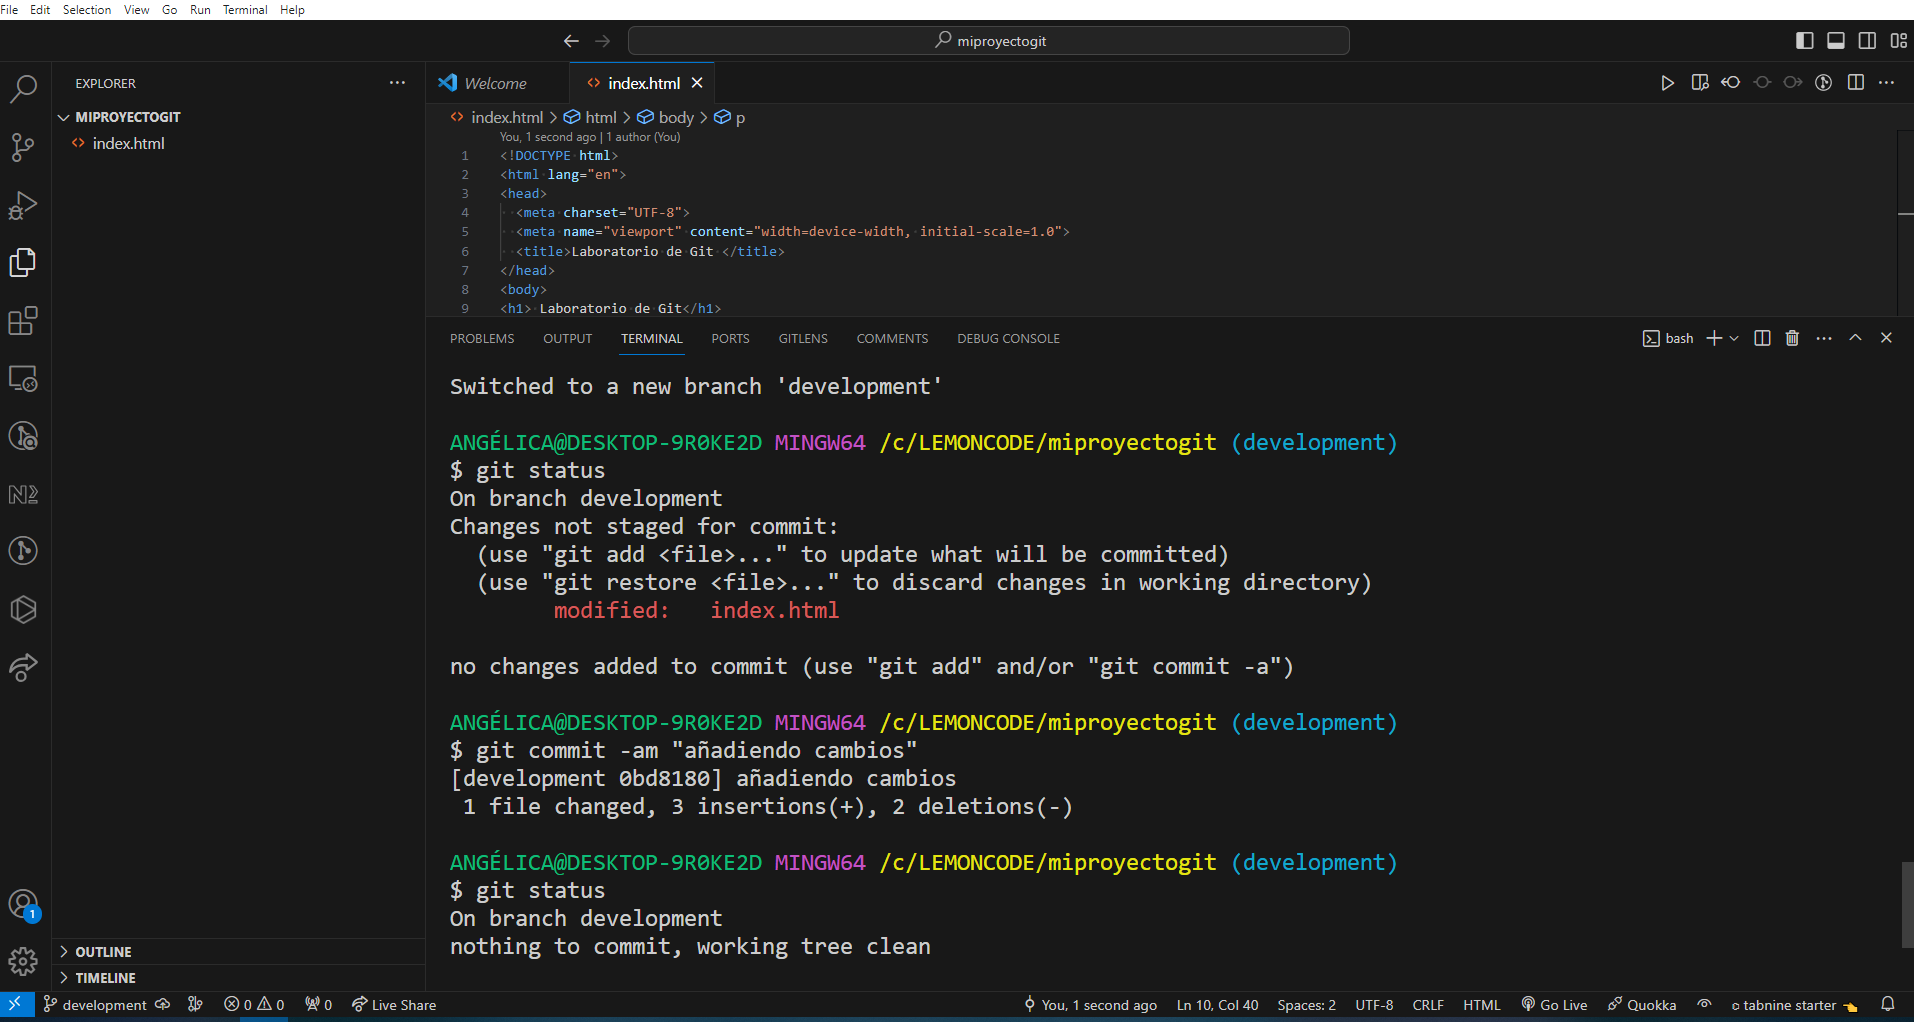 File Edit Selection View Go Run Terminal Help
miproyectogit
EXPLORER
MIPROYECTOGIT
index.html
OUTLINE
TIMELINE
Welcome
index.html
index.html > html > body > p
You, 1 second ago | 1 author (You)
1 <!DOCTYPE html>
2 <html lang="en">
3 <head>
4 <meta charset="UTF-8">
5 <meta name="viewport" content="width=device-width, initial-scale=1.0">
6 <title>Laboratorio de Git </title>
7 </head>
8 <body>
9 <h1> Laboratorio de Git</h1>
PROBLEMS OUTPUT TERMINAL PORTS GITLENS COMMENTS DEBUG CONSOLE
bash
Switched to a new branch 'development'
ANGÉLICA@DESKTOP-9R0KE2D MINGW64 /c/LEMONCODE/miproyectogit (development)
$ git status
On branch development
Changes not staged for commit:
(use "git add <file>..." to update what will be committed)
(use "git restore <file>..." to discard changes in working directory)
modified: index.html
no changes added to commit (use "git add" and/or "git commit -a")
ANGÉLICA@DESKTOP-9R0KE2D MINGW64 /c/LEMONCODE/miproyectogit (development)
$ git commit -am "añadiendo cambios"
[development 0bd8180] añadiendo cambios
1 file changed, 3 insertions(+), 2 deletions(-)
ANGÉLICA@DESKTOP-9R0KE2D MINGW64 /c/LEMONCODE/miproyectogit (development)
$ git status
On branch development
nothing to commit, working tree clean
1
development 0 0 0 Live Share You, 1 second ago Ln 10, Col 40 Spaces: 2 UTF-8 CRLF HTML Go Live Quokka tabnine starter